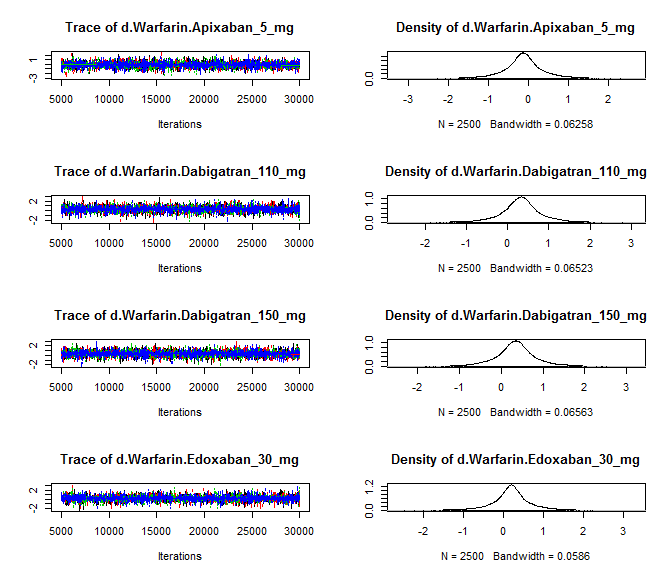 Trace of d.Warfarin.Apixaban_5_mg
1
-3
5000 10000 15000 20000 25000 30000
Iterations
Density of d.Warfarin.Apixaban_5_mg
0.0
-3 -2 -1 0 1 2
N = 2500 Bandwidth = 0.06258
Trace of d.Warfarin.Dabigatran_110_mg
2
-2
5000 10000 15000 20000 25000 30000
Iterations
Density of d.Warfarin.Dabigatran_110_mg
1.0
0.0
-2 -1 0 1 2 3
N = 2500 Bandwidth = 0.06523
Trace of d.Warfarin.Dabigatran_150_mg
2
-2
5000 10000 15000 20000 25000 30000
Iterations
Density of d.Warfarin.Dabigatran_150_mg
1.0
0.0
-2 -1 0 1 2 3
N = 2500 Bandwidth = 0.06563
Trace of d.Warfarin.Edoxaban_30_mg
2
-2
5000 10000 15000 20000 25000 30000
Iterations
Density of d.Warfarin.Edoxaban_30_mg
1.2
0.0
-2 -1 0 1 2 3
N = 2500 Bandwidth = 0.0586